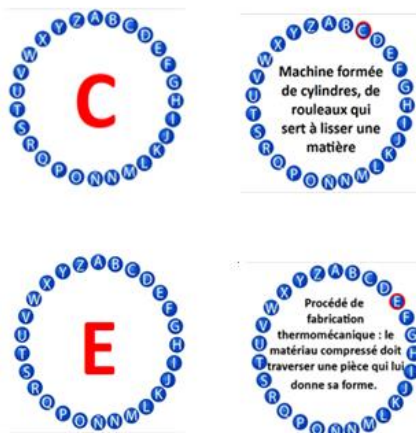 A B C D E F G H I J K L M N N O P Q R S T U V W X Y Z
C
A B C D E F G H I J K L M N N O P Q R S T U V W X Y Z
Machine formée
de cylindres, de
rouleaux qui
sert à lisser une
matière
A B C D E F G H I J K L M N N O P Q R S T U V W X Y Z
E
A B C D E F G H I J K L M N N O P Q R S T U V W X Y Z
Procédé de
fabrication
thermomécanique : le
matériau compressé doit
traverser une pièce qui lui
donne sa forme.